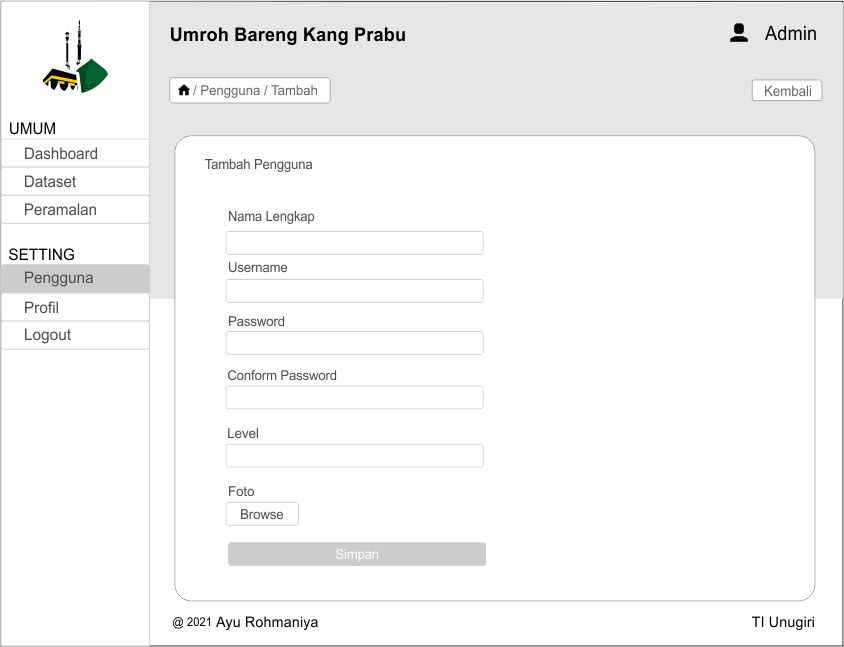 Umroh Bareng Kang Prabu
Admin
/ Pengguna / Tambah
Kembali
UMUM
Dashboard
Dataset
Peramalan
SETTING
Pengguna
Profil
Logout
Tambah Pengguna
Nama Lengkap
Username
Password
Conform Password
Level
Foto
Browse
Simpan
@ 2021 Ayu Rohmaniya
TI Unugiri